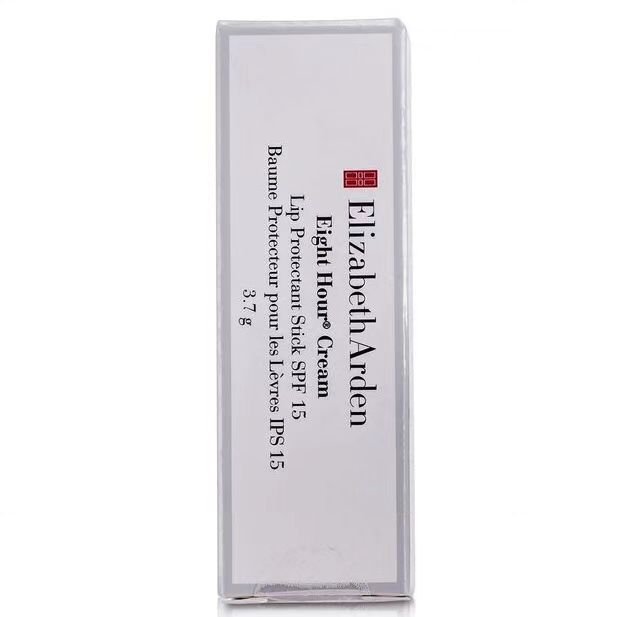 Elizabeth Arden
Eight Hour® Cream
Lip Protectant Stick SPF 15
Baume Protecteur pour les Lèvres IPS 15
3.7 g